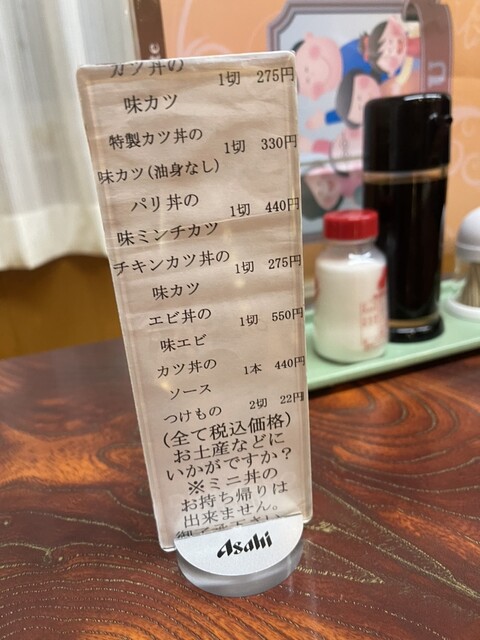 カツ丼の
味カツ 1切 275円
特製カツ丼の
味カツ(油身なし) 1切 330円
パリ丼の
味ミンチカツ 1切 440円
チキンカツ丼の
味カツ 1切 275円
エビ丼の
味エビ 1切 550円
カツ丼の
ソース 1本 440円
つけもの 2切 22円
(全て税込価格)
お土産などに
いかがですか?
※ミニ丼の
お持ち帰りは
出来ません。
Asahi